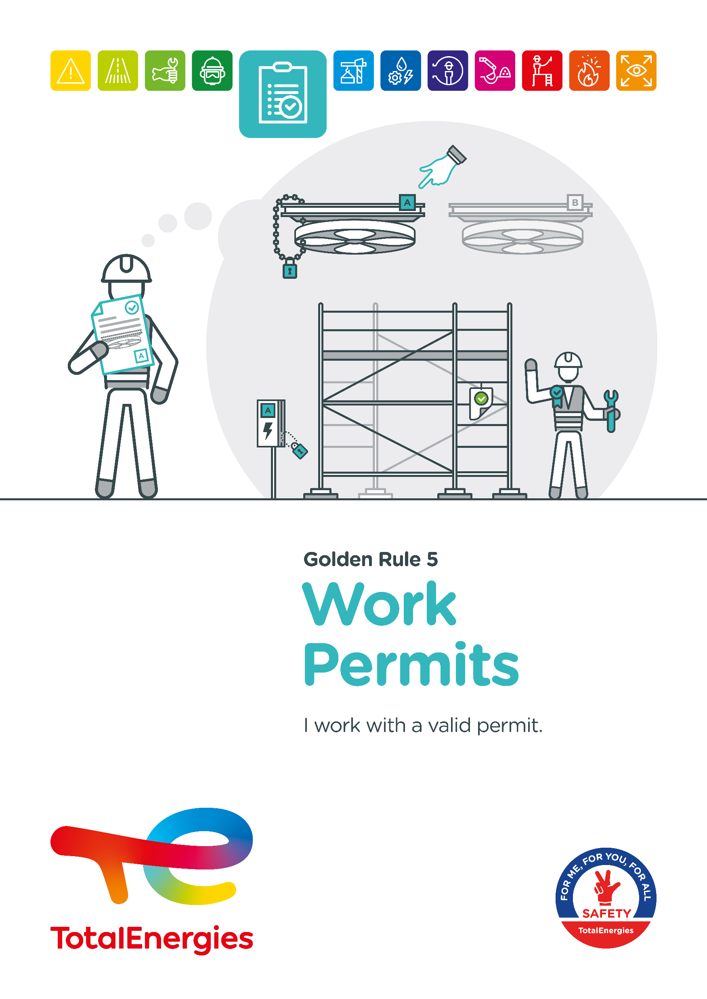 A
B
A
A
Golden Rule 5
Work
Permits
I work with a valid permit.
TotalEnergies
FOR ME, FOR YOU, FOR ALL
SAFETY
TotalEnergies